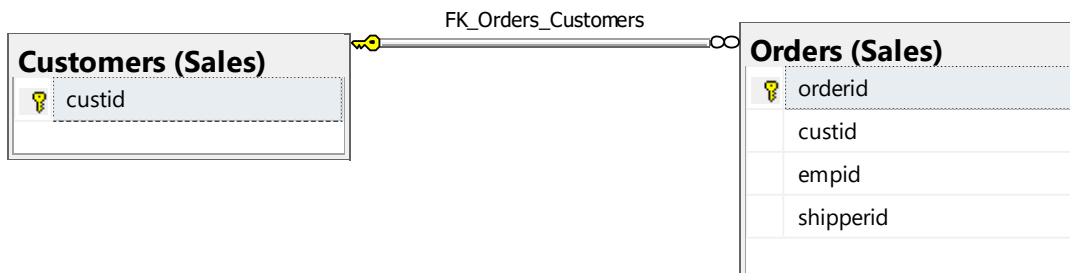 FK_Orders_Customers
Customers (Sales)
custid
Orders (Sales)
orderid
custid
empid
shipperid